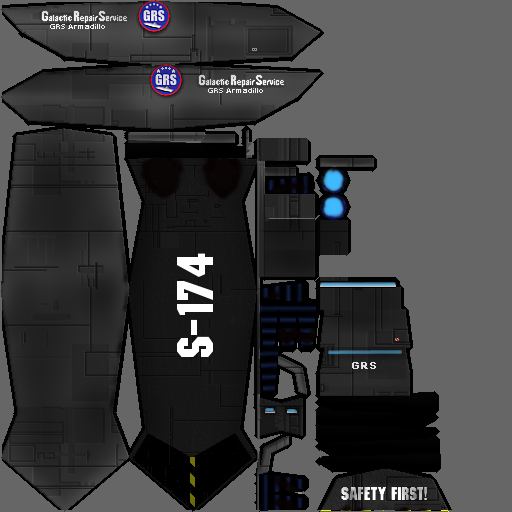 Galactic Repair Service
GRS Armadillo
GRS
GRS
Galactic Repair Service
GRS Armadillo
S-174
GRS
SAFETY FIRST!